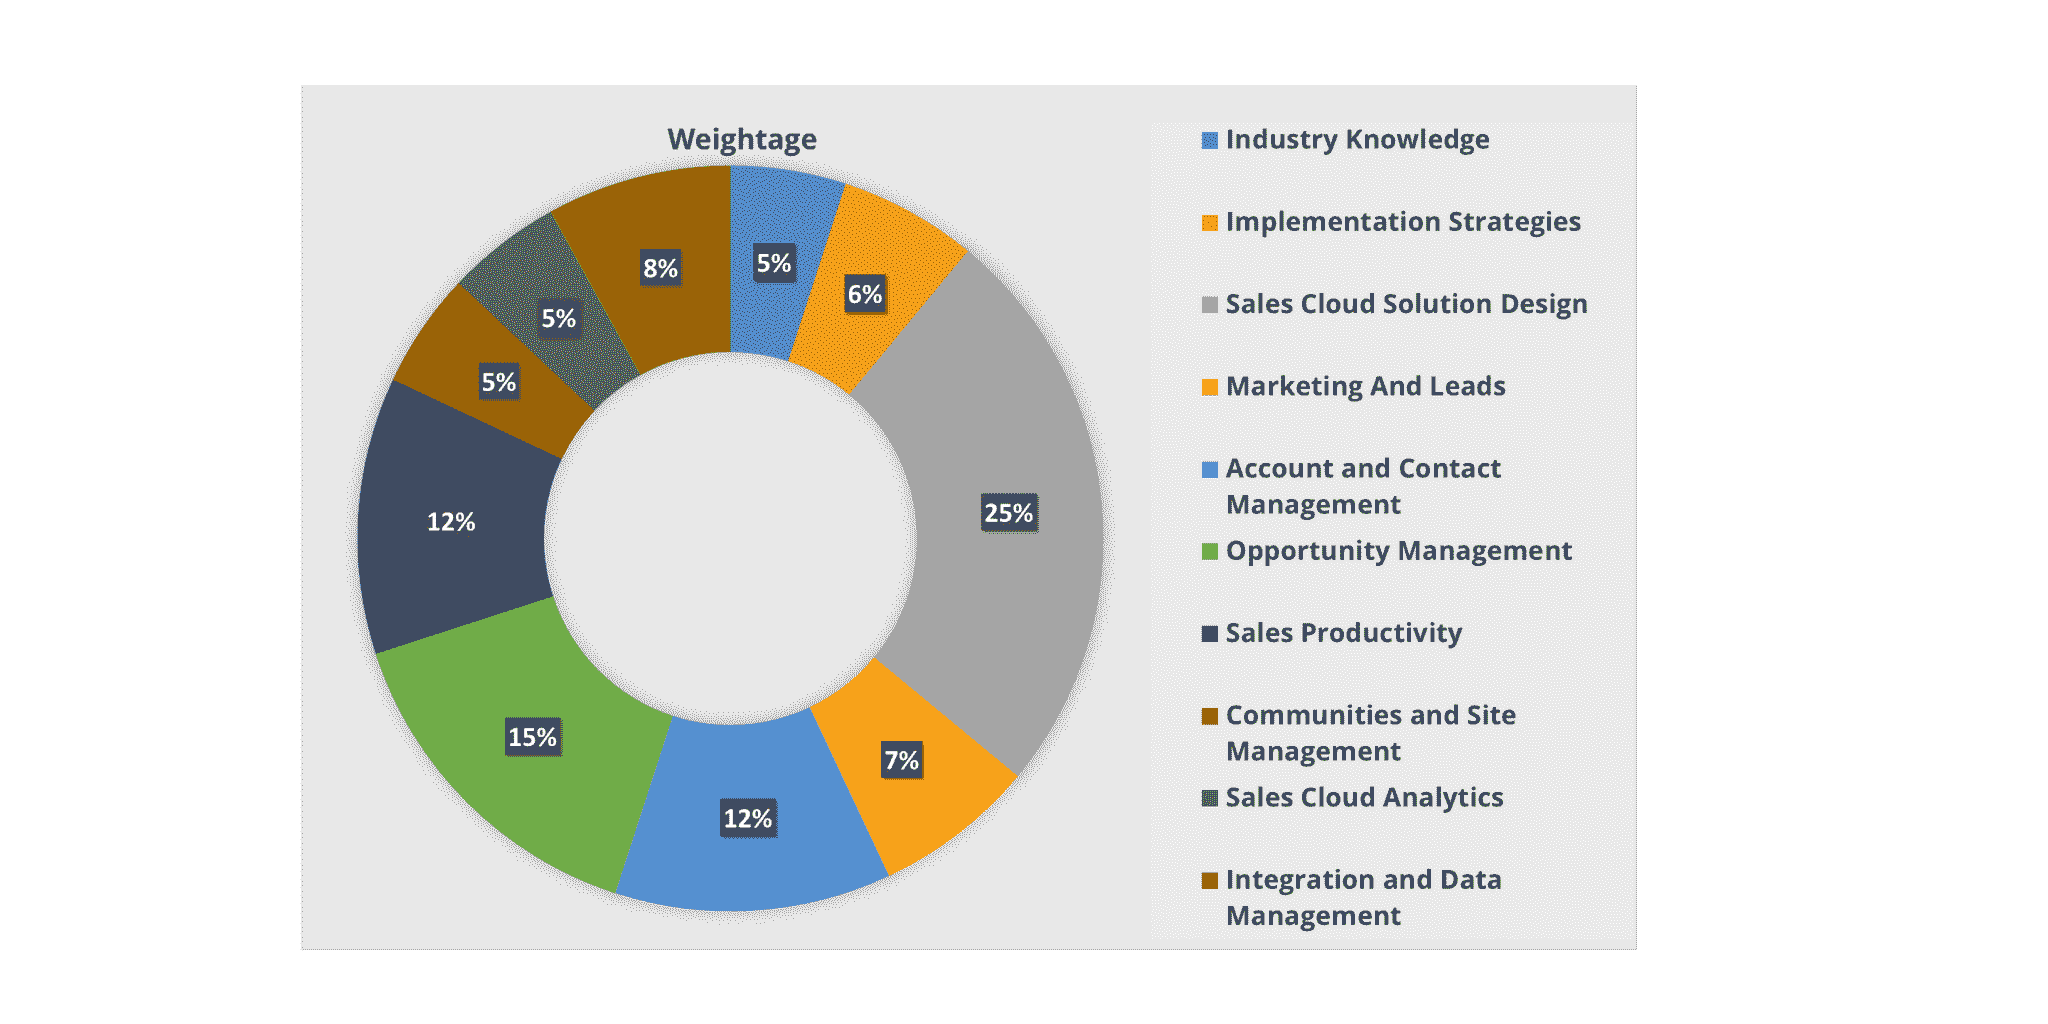 Weightage
5%
6%
25%
7%
12%
15%
12%
5%
5%
8%
Industry Knowledge
Implementation Strategies
Sales Cloud Solution Design
Marketing And Leads
Account and Contact
Management
Opportunity Management
Sales Productivity
Communities and Site
Management
Sales Cloud Analytics
Integration and Data
Management